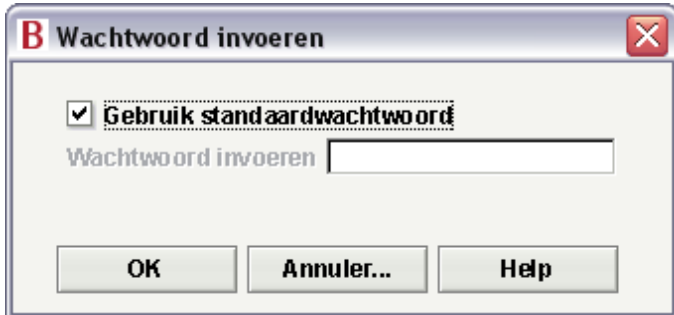 B Wachtwoord invoeren
Gebruik standaardwachtwoord
Wachtwoord invoeren
OK Annuler... Help